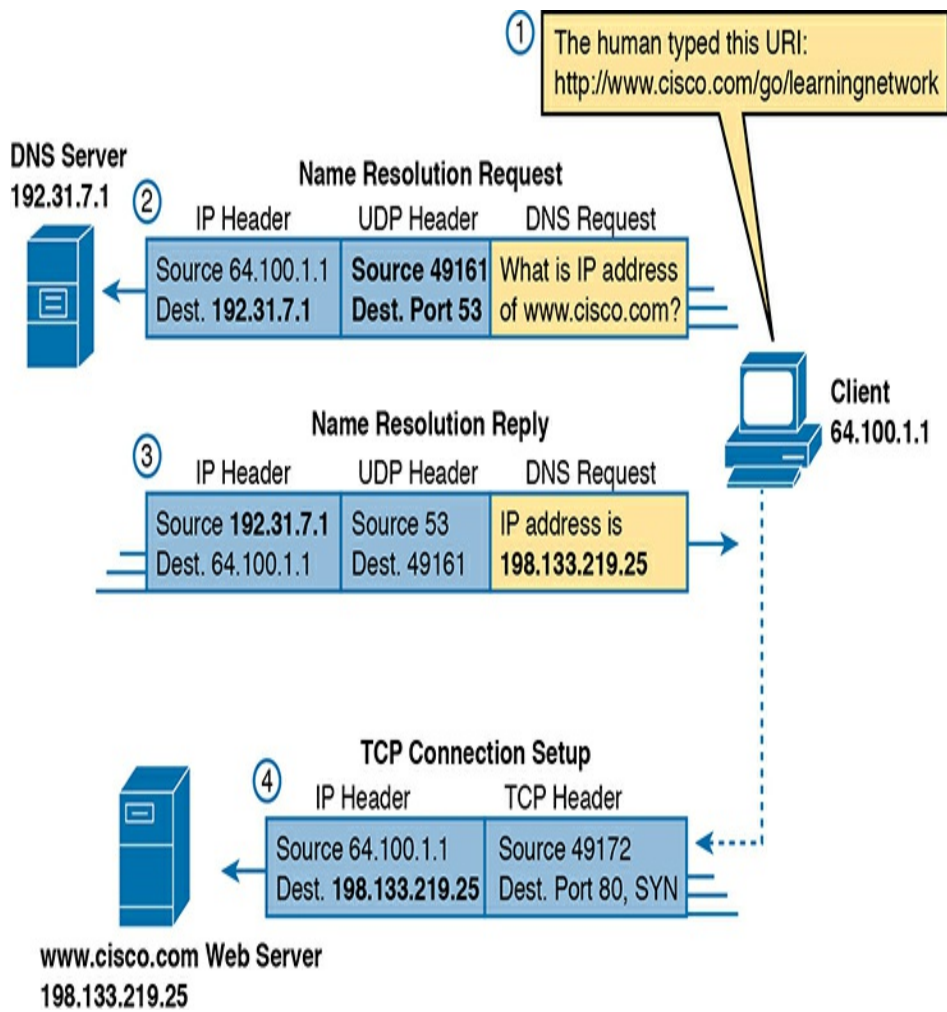 1
The human typed this URI:
http://www.cisco.com/go/learningnetwork
DNS Server
192.31.7.1
2
Name Resolution Request
IP Header UDP Header DNS Request
Source 64.100.1.1 Source 49161 What is IP address
Dest. 192.31.7.1 Dest. Port 53 of www.cisco.com?
Client
64.100.1.1
3
Name Resolution Reply
IP Header UDP Header DNS Request
Source 192.31.7.1 Source 53 IP address is
Dest. 64.100.1.1 Dest. 49161 198.133.219.25
4
TCP Connection Setup
IP Header TCP Header
Source 64.100.1.1 Source 49172
Dest. 198.133.219.25 Dest. Port 80, SYN
www.cisco.com Web Server
198.133.219.25